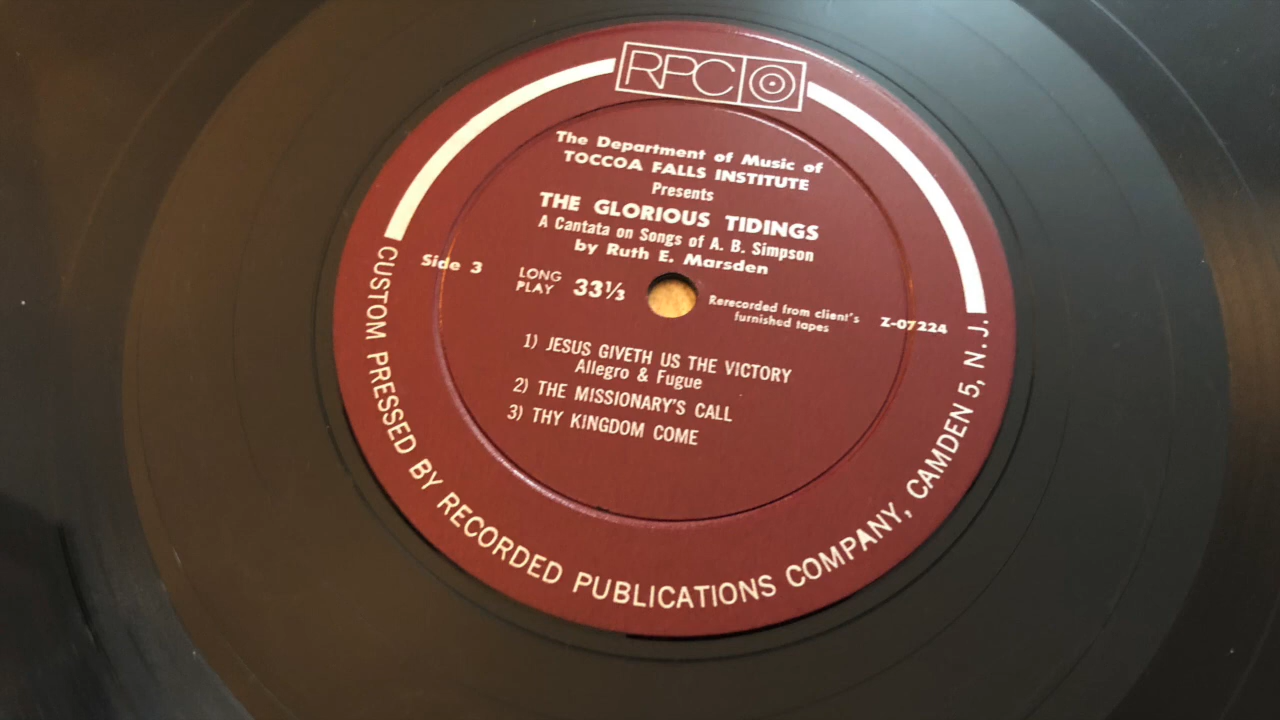 RPC
The Department of Music of
TOCCOA FALLS INSTITUTE
Presents
THE GLORIOUS TIDINGS
A Cantata on Songs of A. B. Simpson
by Ruth E. Marsden
Side 3
LONG
PLAY 33⅓
Rerecorded from client's
furnished tapes
Z-07224
1) JESUS GIVETH US THE VICTORY
Allegro & Fugue
2) THE MISSIONARY'S CALL
3) THY KINGDOM COME
CUSTOM PRESSED BY RECORDED PUBLICATIONS COMPANY, CAMDEN 5, N. J.